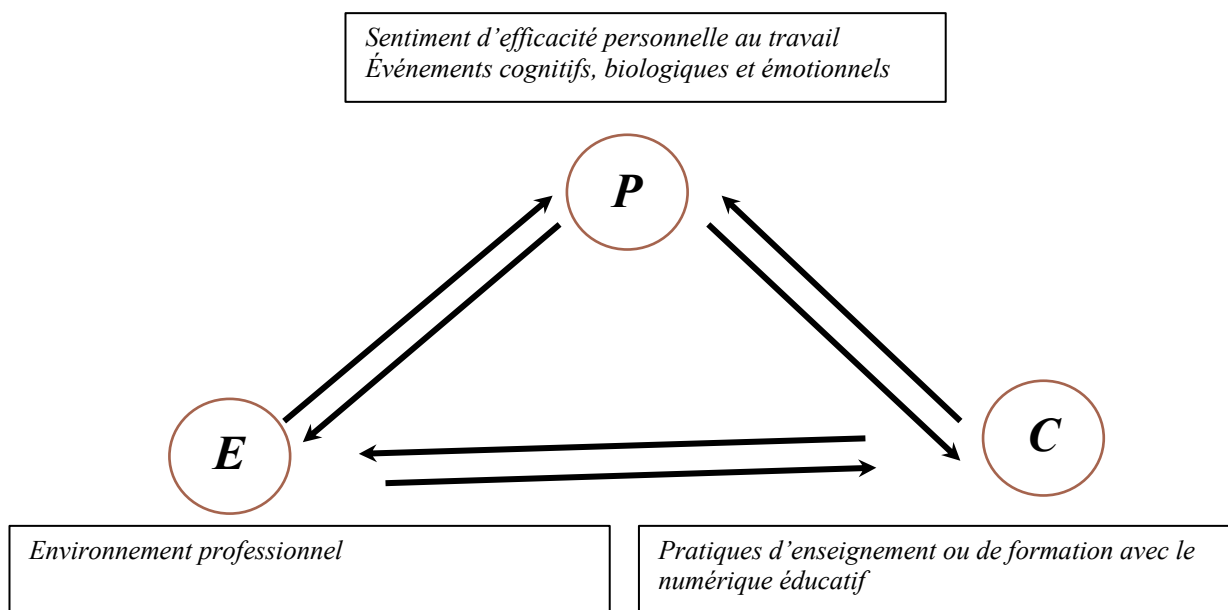 Sentiment d’efficacité personnelle au travail
Événements cognitifs, biologiques et émotionnels
P
E
C
Environnement professionnel
Pratiques d’enseignement ou de formation avec le
numérique éducatif